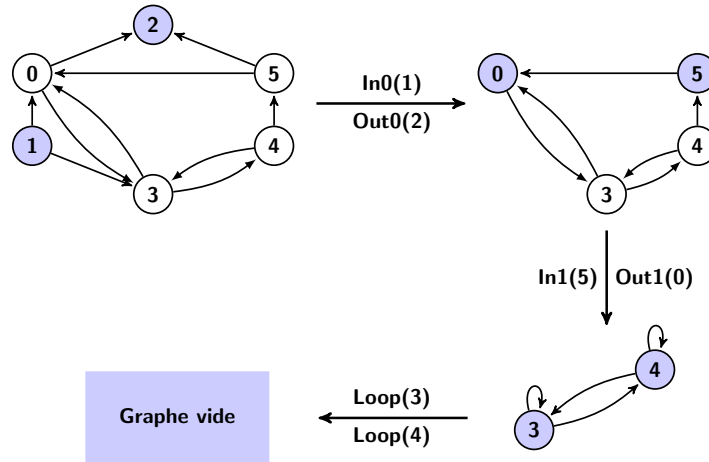 2
0
5
1
4
3
In0(1)
Out0(2)
0
5
4
3
In1(5) Out1(0)
4
3
Loop(3)
Loop(4)
Graphe vide